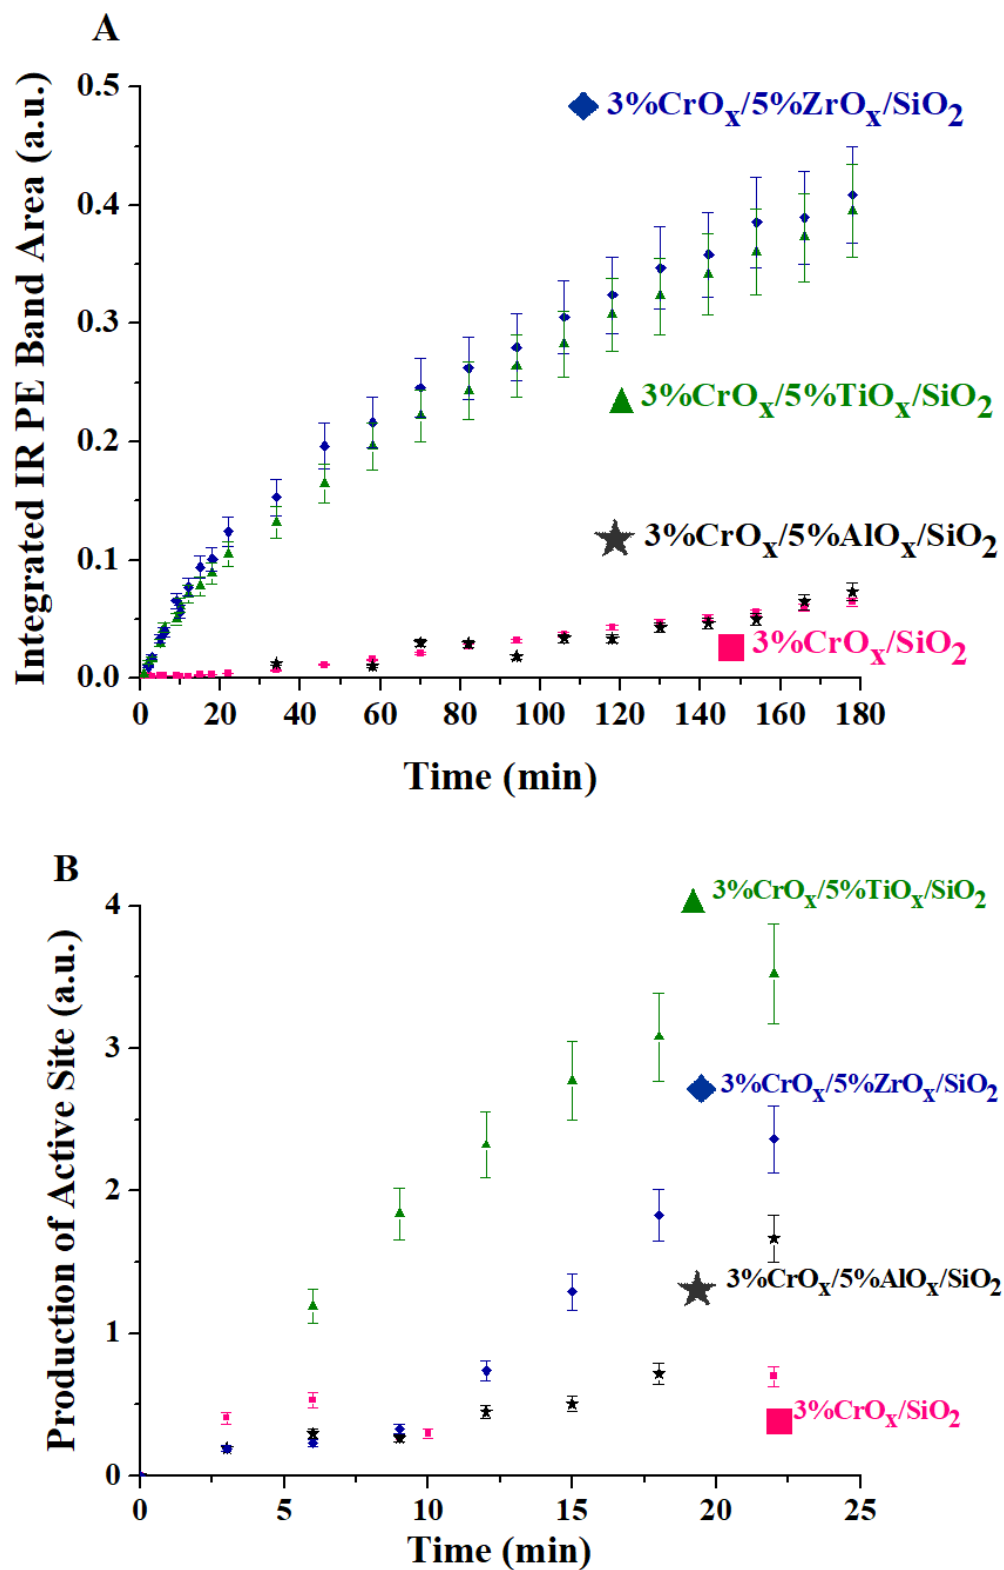 A
Integrated IR PE Band Area (a.u.)
0.5
0.4
0.3
0.2
0.1
0.0
3%CrOx/5%ZrOx/SiO2
3%CrOx/5%TiOx/SiO2
3%CrOx/5%AlOx/SiO2
3%CrOx/SiO2
0 20 40 60 80 100 120 140 160 180
Time (min)
B
Production of Active Site (a.u.)
4
3
2
1
0
3%CrOx/5%TiOx/SiO2
3%CrOx/5%ZrOx/SiO2
3%CrOx/5%AlOx/SiO2
3%CrOx/SiO2
0 5 10 15 20 25
Time (min)